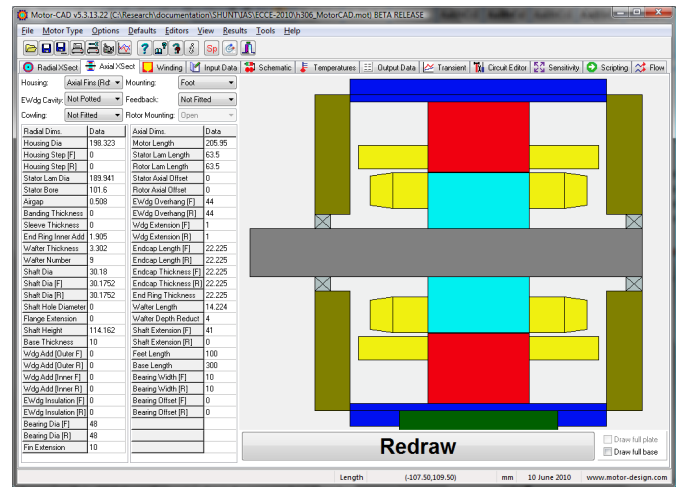 Motor-CAD v5.3.13.22 (C:\Research\documentation\SHUNT\IAS\ECCE-2010\h306_MotorCAD.mot) BETA RELEASE
File Motor Type Options Defaults Editors View Results Tools Help
Sp
Radial XSect Axial XSect Winding Input Data Schematic Temperatures Output Data Transient Circuit Editor Sensitivity Scripting Flow
Housing: Axial Fins (Rd: Mounting: Foot
EWdg Cavity: Not Potted Feedback: Not Fitted
Cowling: Not Fitted Rotor Mounting: Open
Radial Dims. Data Axial Dims. Data
Housing Dia 198.323 Motor Length 205.95
Housing Step [F] 0 Stator Lam Length 63.5
Housing Step [R] 0 Rotor Lam Length 63.5
Stator Lam Dia 189.941 Stator Axial Offset 0
Stator Bore 101.6 Rotor Axial Offset 0
Airgap 0.508 EWdg Overhang [F] 44
Banding Thickness 0 EWdg Overhang [R] 44
Sleeve Thickness 0 Wdg Extension [F] 1
End Ring Inner Add 1.905 Wdg Extension [R] 1
Wafter Thickness 3.302 Endcap Length [F] 22.225
Wafter Number 9 Endcap Length [R] 22.225
Shaft Dia 30.18 Endcap Thickness [F] 22.225
Shaft Dia [F] 30.1752 Endcap Thickness [R] 22.225
Shaft Dia [R] 30.1752 End Ring Thickness 22.225
Shaft Hole Diameter 0 Wafter Length 14.224
Flange Extension 0 Wafter Depth Reduct 4
Shaft Height 114.162 Shaft Extension [F] 41
Base Thickness 10 Shaft Extension [R] 0
Wdg Add [Outer F] 0 Feet Length 100
Wdg Add [Outer R] 0 Base Length 300
Wdg Add [Inner F] 0 Bearing Width [F] 10
Wdg Add [Inner R] 0 Bearing Width [R] 10
EWdg Insulation [F] 0 Bearing Offset [F] 0
EWdg Insulation [R] 0 Bearing Offset [R] 0
Bearing Dia [F] 48
Bearing Dia [R] 48
Fin Extension 10
Redraw
Draw full plate
Draw full base
Length (-107.50,109.50) mm 10 June 2010 www.motor-design.com